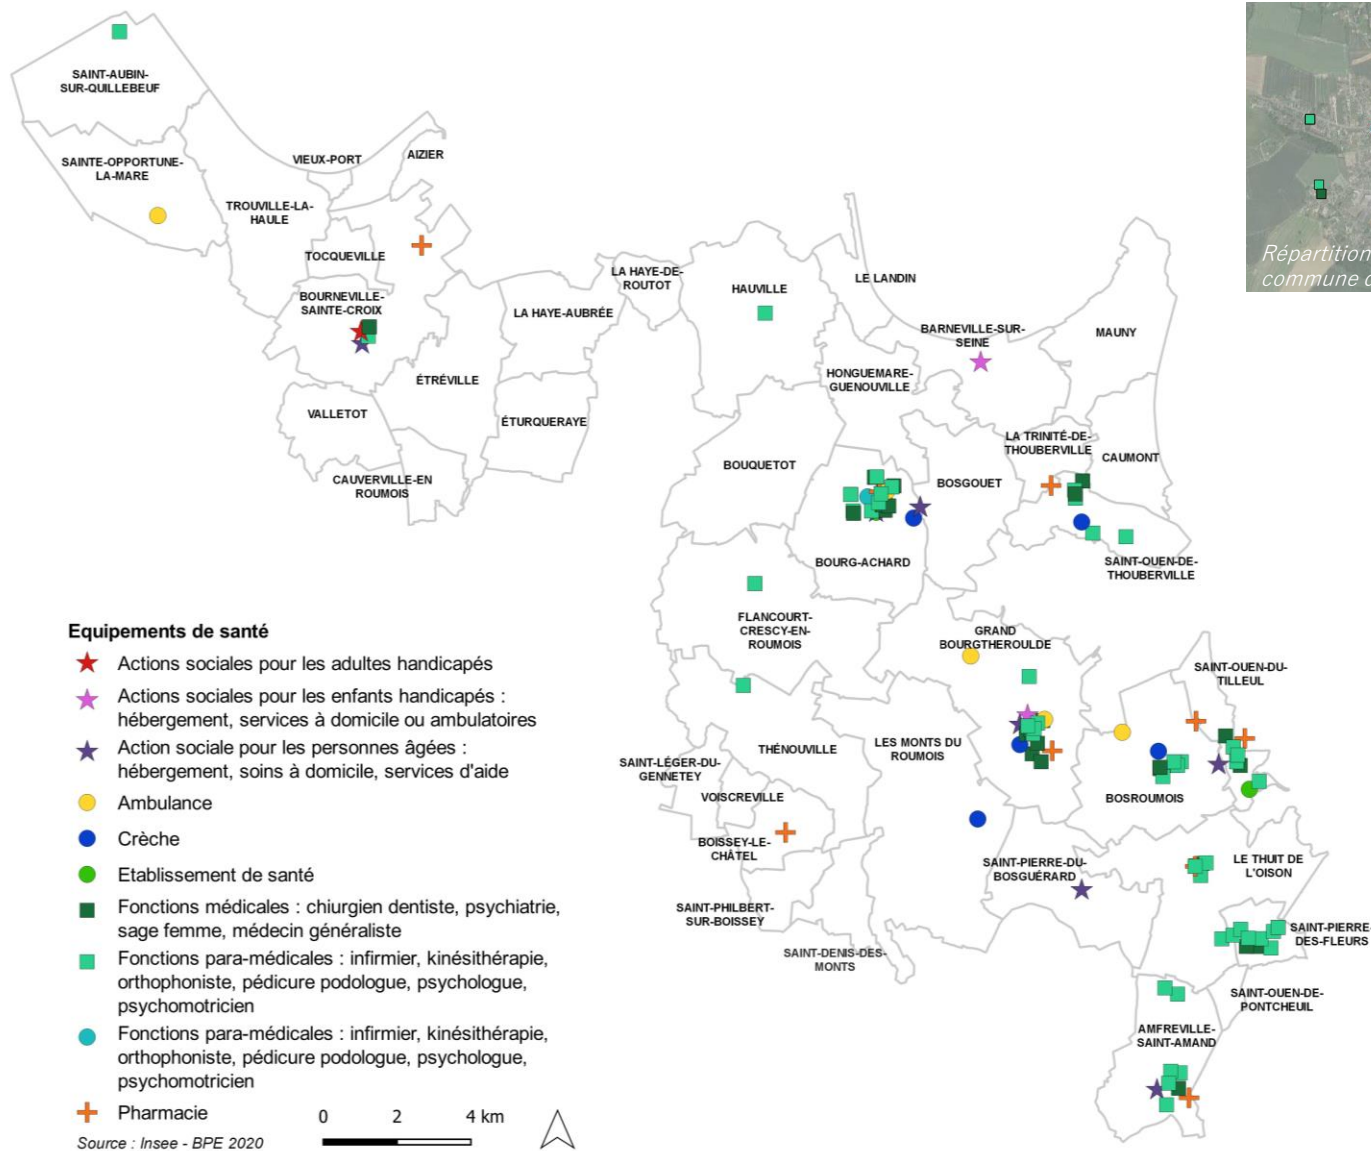 SAINT-AUBIN-
SUR-QUILLEBEUF
SAINTE-OPPORTUNE-
LA-MARE
VIEUX-PORT
AIZIER
TROUVILLE-LA-
HAULE
TOCQUEVILLE
BOURNEVILLE-
SAINTE-CROIX
LA HAYE-AUBRÉE
LA HAYE-DE-
ROUTOT
HAUVILLE
LE LANDIN
BARNEVILLE-SUR-
SEINE
MAUNY
ÉTRÉVILLE
HONGUEMARE-
GUENOUVILLE
VALLETOT
ÉTURQUERAYE
CAUVERVILLE-EN
ROUMOIS
BOUQUETOT
BOSGOUET
LA TRINITÉ-DE-
THOUBERVILLE
CAUMONT
BOURG-ACHARD
SAINT-OUEN-DE-
THOUBERVILLE
FLANCOURT-
CRESCY-EN-
ROUMOIS
GRAND
BOURGTHEROULDE
SAINT-OUEN-DU-
TILLEUL
THÉNOUVILLE
LES MONTS DU
ROUMOIS
SAINT-LÉGER-DU-
GENNETEY
VOISCREVILLE
BOSROUMOIS
BOISSEY-LE-
CHÂTEL
SAINT-PIERRE-DU-
BOSGUÉRARD
LE THUIT DE
L'OISON
SAINT-PHILBERT-
SUR-BOISSEY
SAINT-PIERRE-
DES-FLEURS
SAINT-DENIS-DES-
MONTS
SAINT-OUEN-DE-
PONTCHEUIL
AMFREVILLE-
SAINT-AMAND
Répartition
commune
Equipements de santé
Actions sociales pour les adultes handicapés
Actions sociales pour les enfants handicapés :
hébergement, services à domicile ou ambulatoires
Action sociale pour les personnes âgées :
hébergement, soins à domicile, services d'aide
Ambulance
Crèche
Etablissement de santé
Fonctions médicales : chiurgien dentiste, psychiatrie,
sage femme, médecin généraliste
Fonctions para-médicales : infirmier, kinésithérapie,
orthophoniste, pédicure podologue, psychologue,
psychomotricien
Fonctions para-médicales : infirmier, kinésithérapie,
orthophoniste, pédicure podologue, psychologue,
psychomotricien
Pharmacie
0 2 4 km
Source : Insee - BPE 2020